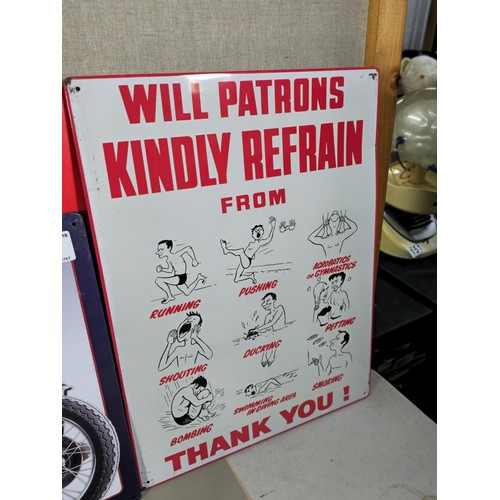 WILL PATRONS
KINDLY REFRAIN
FROM
RUNNING
PUSHING
ACROBATICS
OR GYMNASTICS
SHOUTING
DUCKING
PETTING
BOMBING
SWIMMING
IN DIVING AREA
SMOKING
THANK YOU !